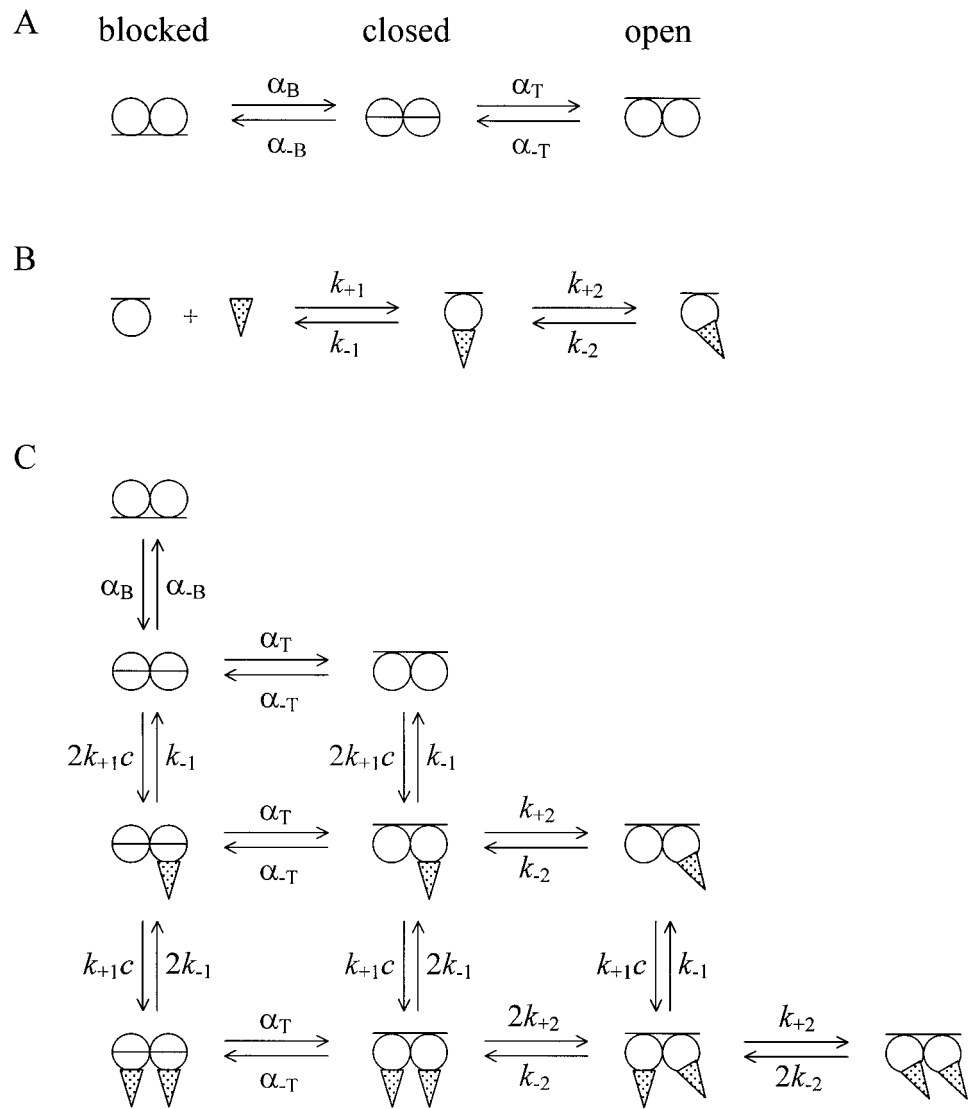 A
blocked closed open
α_B α_T
α_-B α_-T
B
k_+1 k_+2
+
k_-1 k_-2
C
α_B α_-B
α_T
α_-T
2k_+1c k_-1 2k_+1c k_-1
α_T k_+2
α_-T k_-2
k_+1c 2k_-1 k_+1c 2k_-1 k_+1c k_-1
α_T 2k_+2 k_+2
α_-T k_-2 2k_-2